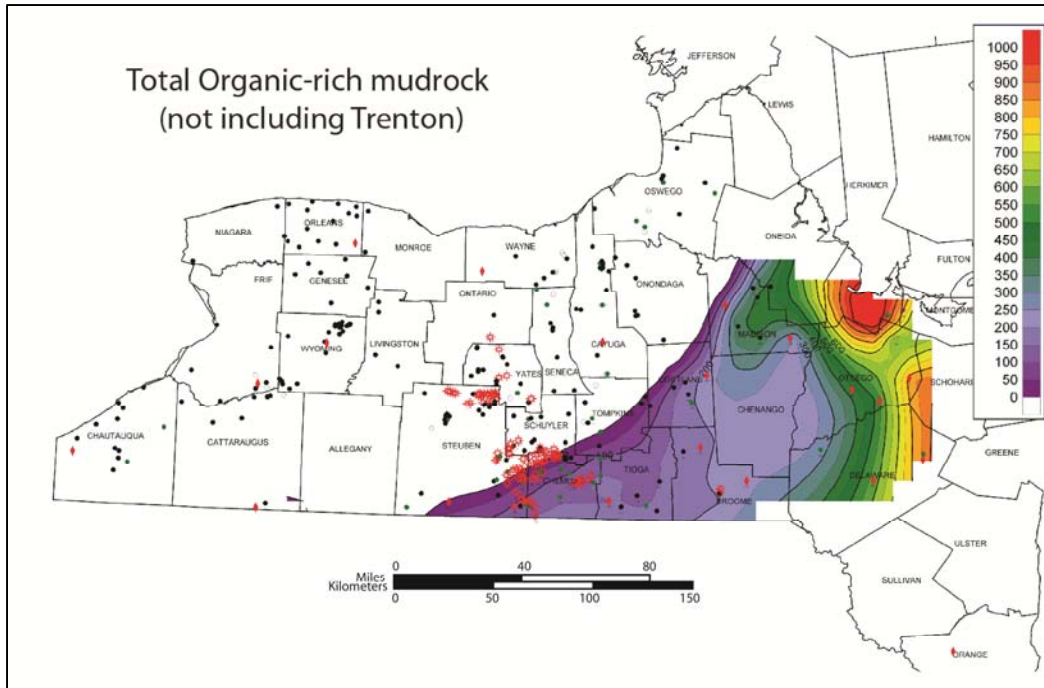 Total Organic-rich mudrock
(not including Trenton)
JEFFERSON
LEWIS
HAMILTON
HERKIMER
OSWEGO
ONEIDA
FULTON
MONTGOME
NIAGARA
ORLEANS
MONROE
WAYNE
ONONDAGA
GENESEE
ONTARIO
CAYUGA
MADISON
WYOMING
LIVINGSTON
YATES
SENECA
OTSEGO
SCHOHARI
CHENANGO
TOMPKINS
SCHUYLER
CHAUTAUQUA
CATTARAUGUS
ALLEGANY
STEUBEN
TIOGA
BROOME
DELAWARE
GREENE
ULSTER
SULLIVAN
ORANGE
1000
950
850
800
750
700
650
600
550
500
450
400
350
300
250
200
150
100
50
0
Miles
0 40 80
Kilometers
0 50 100 150